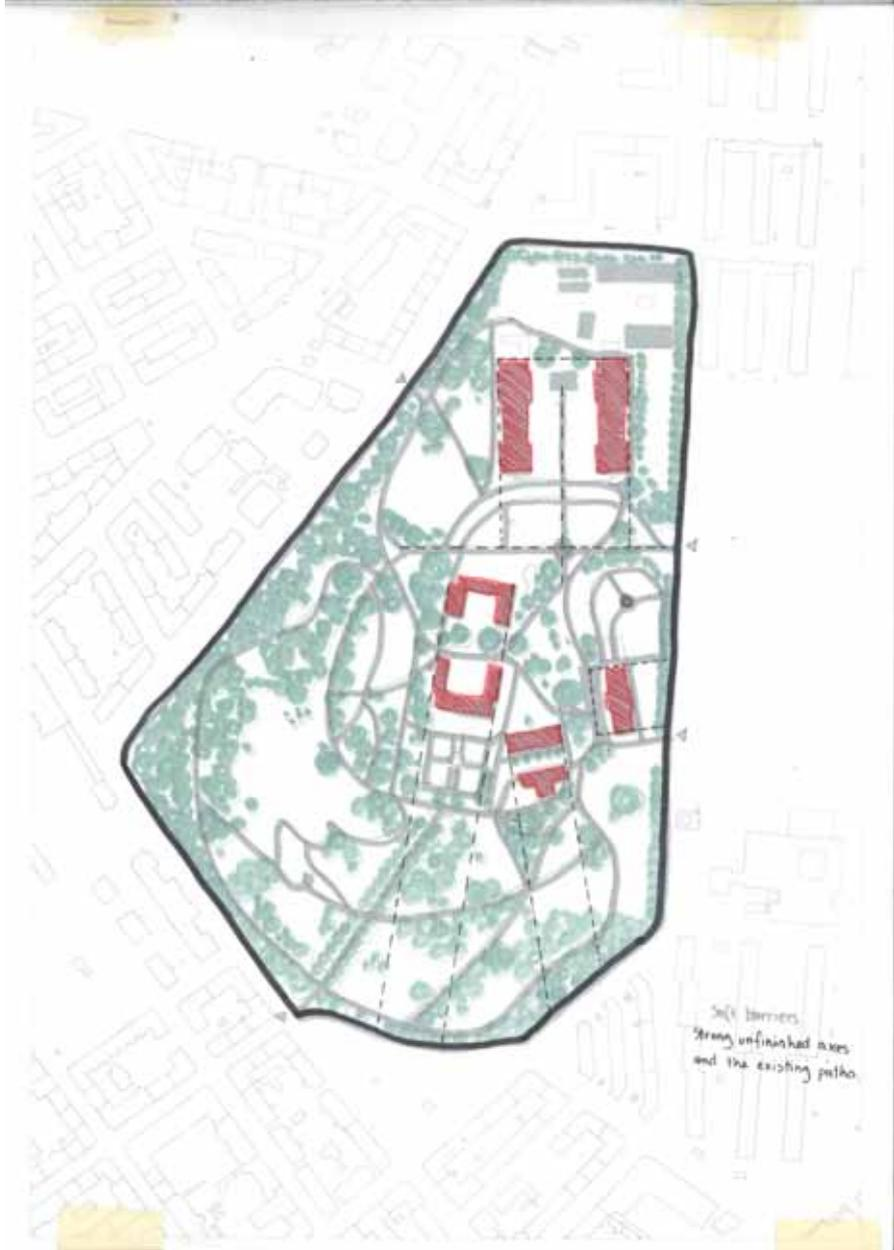 Soft barriers
Strong unfinished axes
and the existing paths